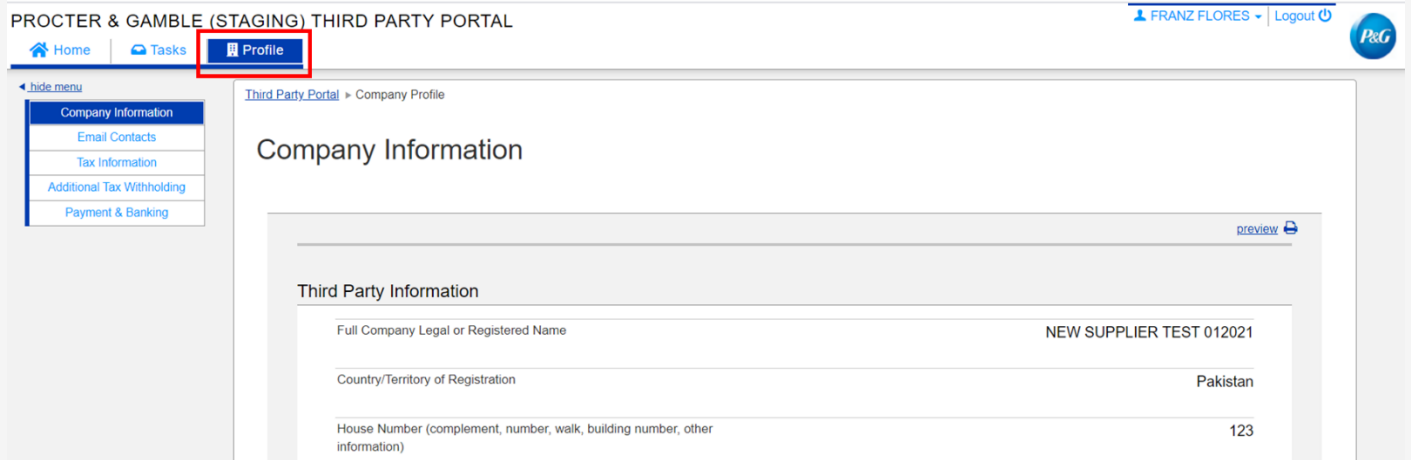 PROCTER & GAMBLE (STAGING) THIRD PARTY PORTAL
FRANZ FLORES Logout
P&G
Home Tasks Profile
hide menu
Company Information
Email Contacts
Tax Information
Additional Tax Withholding
Payment & Banking
Third Party Portal Company Profile
Company Information
preview
Third Party Information
Full Company Legal or Registered Name NEW SUPPLIER TEST 012021
Country/Territory of Registration Pakistan
House Number (complement, number, walk, building number, other 123
information)